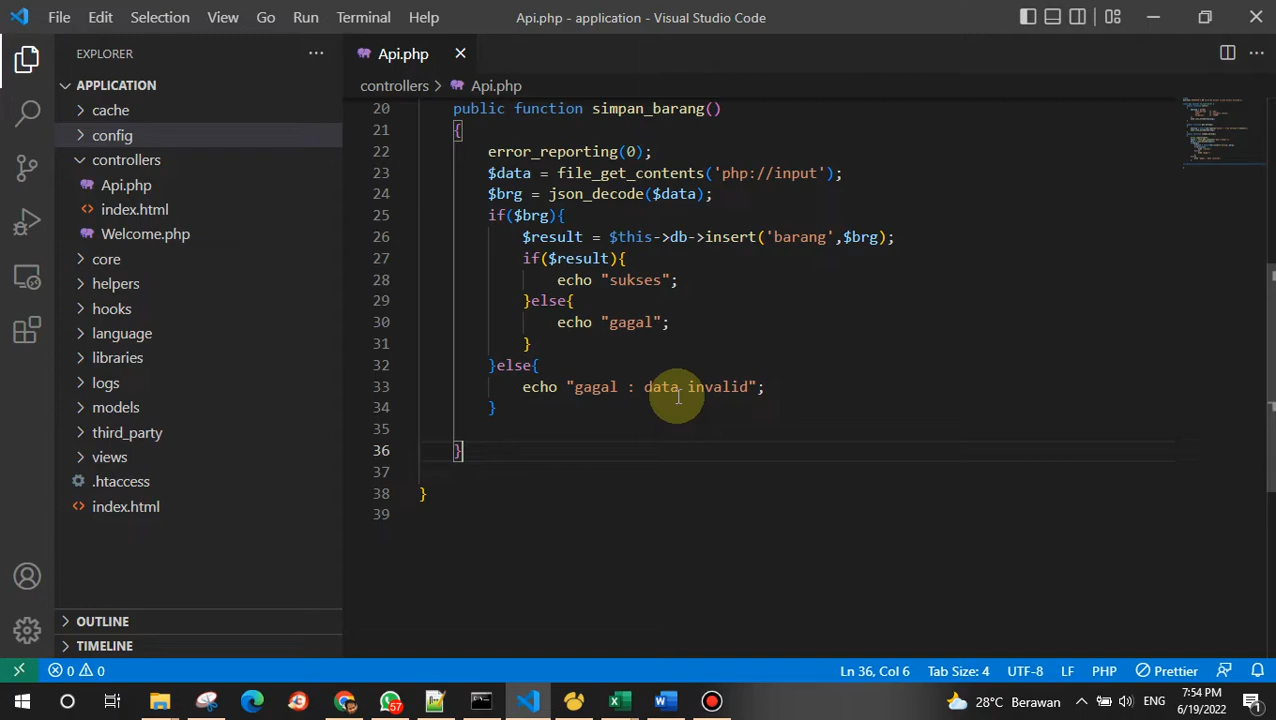 File Edit Selection View Go Run Terminal Help Api.php - application - Visual Studio Code
EXPLORER
APPLICATION
cache
config
controllers
Api.php
index.html
Welcome.php
core
helpers
hooks
language
libraries
logs
models
third_party
views
.htaccess
index.html
OUTLINE
TIMELINE
Api.php
controllers > Api.php
20 public function simpan_barang()
21 {
22 error_reporting(0);
23 $data = file_get_contents('php://input');
24 $brg = json_decode($data);
25 if($brg){
26 $result = $this->db->insert('barang',$brg);
27 if($result){
28 echo "sukses";
29 }else{
30 echo "gagal";
31 }
32 }else{
33 echo "gagal : data invalid";
34 }
35
36 }
37
38 }
39
0 0 Ln 36, Col 6 Tab Size: 4 UTF-8 LF PHP Prettier
57 28°C Berawan ENG 7:54 PM
6/19/2022 1